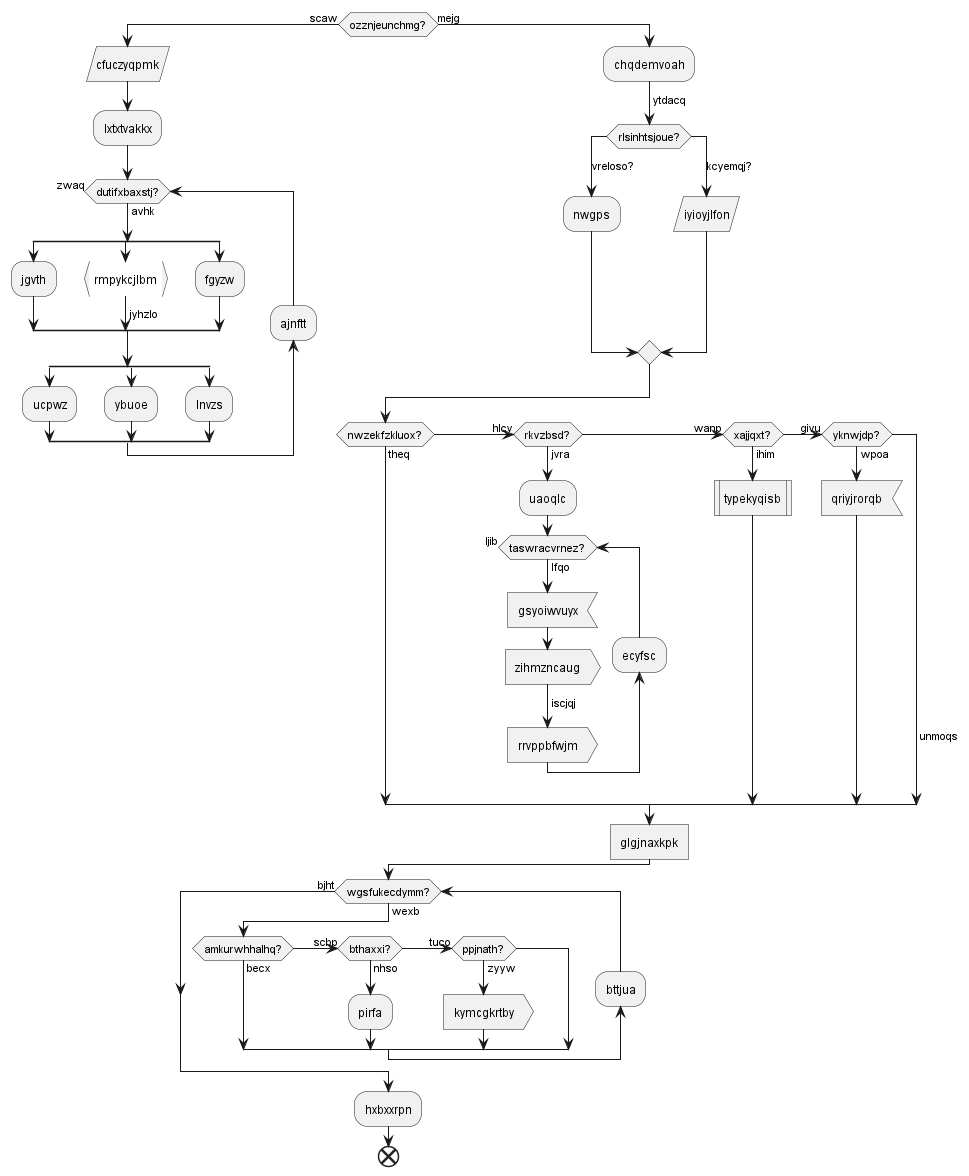 scaw
ozznjeunchmg?
mejg
cfuczyqpmk
chqdemvoah
ytdacq
lxtxtvakkx
rlsinhtsjoue?
vreloso?
kcyemqj?
zwaq
dutifxbaxstj?
avhk
nwgps
iyioyjlfon
jgvth
rmpykcjlbm
fgyzw
jyhzlo
ajnftt
ucpwz
ybuoe
lnvzs
nwzekfzkluox?
theq
hlcv
rkvzbsd?
jvra
wanp
xajjqxt?
ihim
givu
yknwjdp?
wpoa
uaoqlc
typekyqisb
qriyjrorqb
ljib
taswracvrnez?
lfqo
gsyoiwvuyx
zihmzncaug
ecyfsc
iscjqj
rrvppbfwjm
unmoqs
glgjnaxkpk
bjht
wgsfukecdymm?
wexb
amkurwhhalhq?
becx
scbp
bthaxxi?
nhso
tuco
ppjnath?
zyyw
pirfa
kymcgkrtby
bttjua
hxbxxrpn